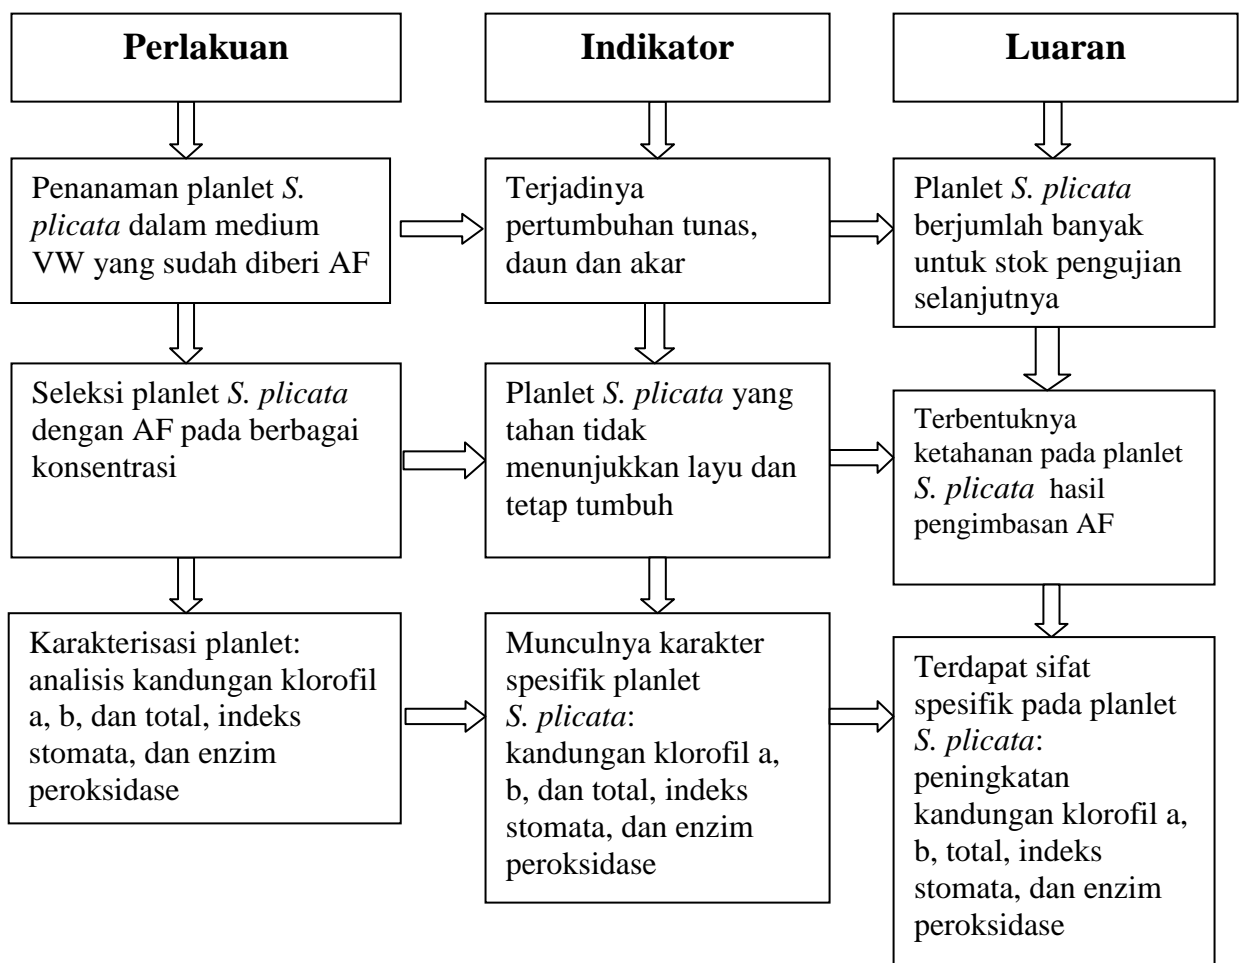 Perlakuan
Indikator
Luaran
Penanaman planlet S.
plicata dalam medium
VW yang sudah diberi AF
Terjadinya
pertumbuhan tunas,
daun dan akar
Planlet S. plicata
berjumlah banyak
untuk stok pengujian
selanjutnya
Seleksi planlet S. plicata
dengan AF pada berbagai
konsentrasi
Planlet S. plicata yang
tahan tidak
menunjukkan layu dan
tetap tumbuh
Terbentuknya
ketahanan pada planlet
S. plicata hasil
pengimbasan AF
Karakterisasi planlet:
analisis kandungan klorofil
a, b, dan total, indeks
stomata, dan enzim
peroksidase
Munculnya karakter
spesifik planlet
S. plicata:
kandungan klorofil a,
b, dan total, indeks
stomata, dan enzim
peroksidase
Terdapat sifat
spesifik pada planlet
S. plicata:
peningkatan
kandungan klorofil a,
b, total, indeks
stomata, dan enzim
peroksidase